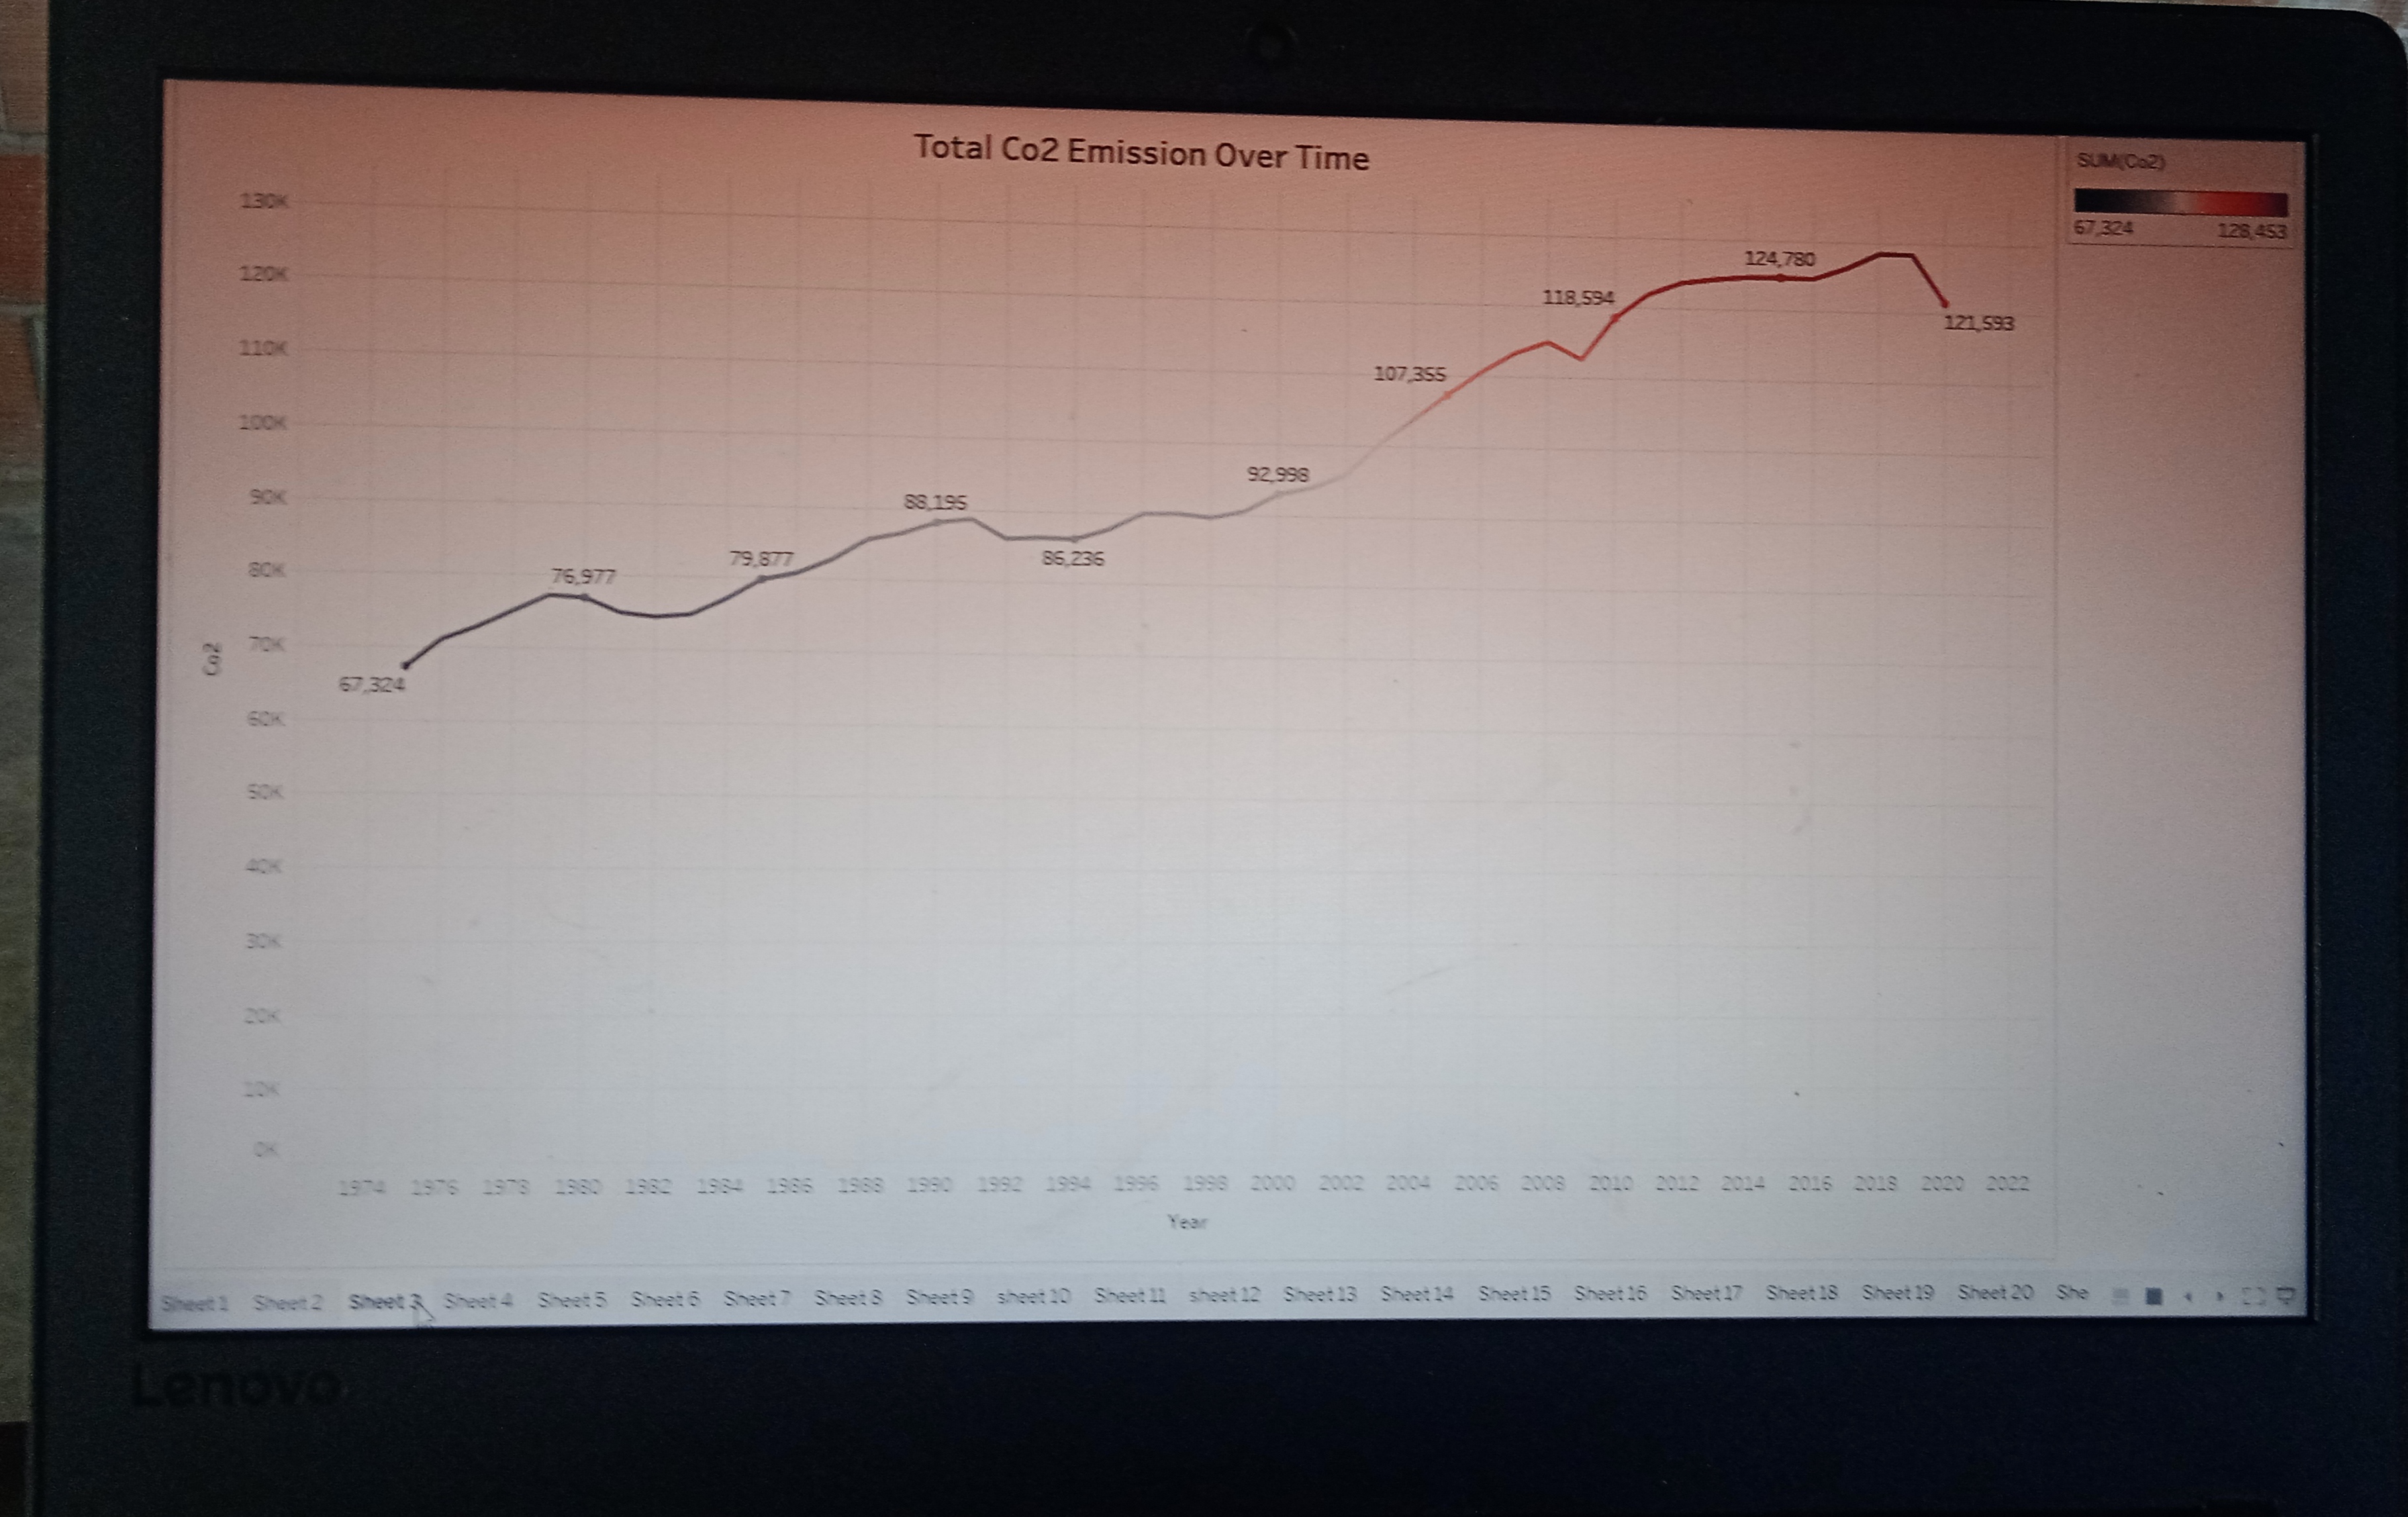 Total Co2 Emission Over Time
SUM(Co2)
67,324 128,453
130K
120K
110K
100K
90K
80K
70K
60K
50K
40K
30K
20K
10K
0K
Co2
67,324
76,977
79,877
88,195
86,236
92,998
107,355
118,594
124,780
121,593
1974 1976 1978 1980 1982 1984 1986 1988 1990 1992 1994 1996 1998 2000 2002 2004 2006 2008 2010 2012 2014 2016 2018 2020 2022
Year
Sheet 1 Sheet 2 Sheet 3 Sheet 4 Sheet 5 Sheet 6 Sheet 7 Sheet 8 Sheet 9 sheet 10 Sheet 11 sheet 12 Sheet 13 Sheet 14 Sheet 15 Sheet 16 Sheet 17 Sheet 18 Sheet 19 Sheet 20 She
Lenovo